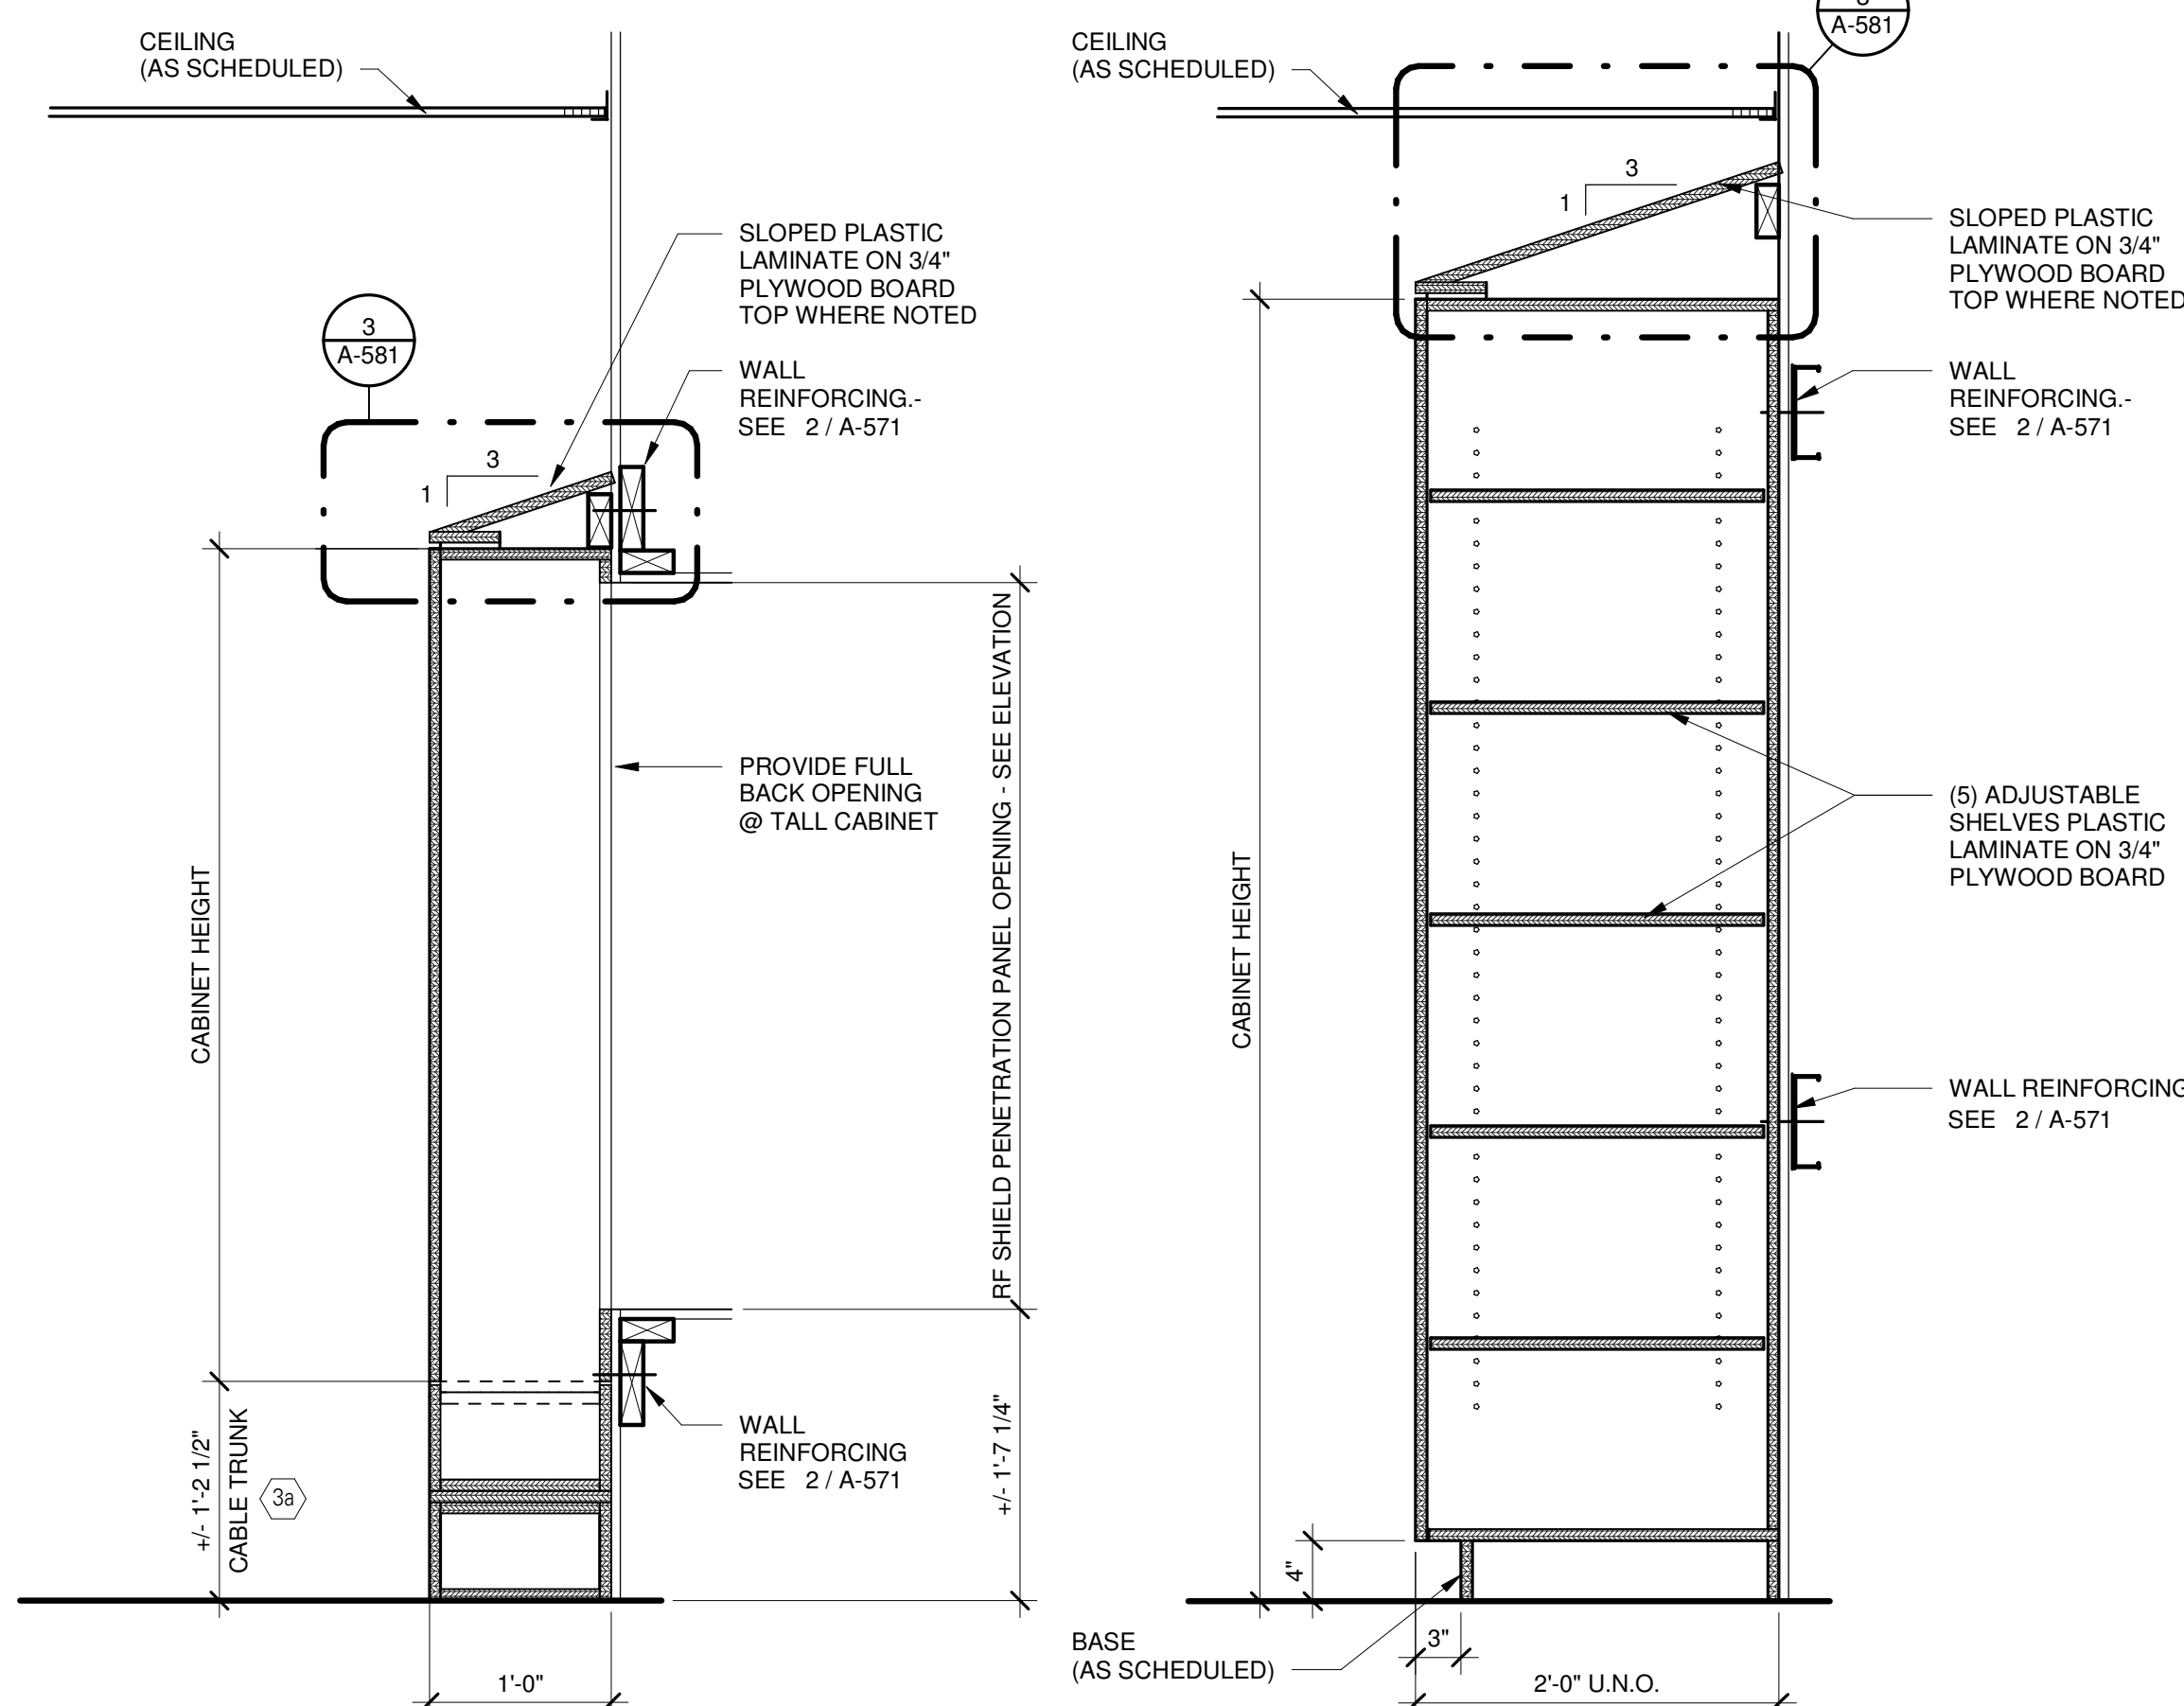 CEILING
(AS SCHEDULED)
3
A-581
SLOPED PLASTIC
LAMINATE ON 3/4"
PLYWOOD BOARD
TOP WHERE NOTED
WALL
REINFORCING.-
SEE 2 / A-571
3
1
CABINET HEIGHT
PROVIDE FULL
BACK OPENING
@ TALL CABINET
RF SHIELD PENETRATION PANEL OPENING - SEE ELEVATION
+/- 1'-2 1/2"
CABLE TRUNK
3a
WALL
REINFORCING
SEE 2 / A-571
+/- 1'-7 1/4"
1'-0"
CEILING
(AS SCHEDULED)
A-581
3
1
SLOPED PLASTIC
LAMINATE ON 3/4"
PLYWOOD BOARD
TOP WHERE NOTED
WALL
REINFORCING.-
SEE 2 / A-571
CABINET HEIGHT
(5) ADJUSTABLE
SHELVES PLASTIC
LAMINATE ON 3/4"
PLYWOOD BOARD
WALL REINFORCING
SEE 2 / A-571
4"
BASE
(AS SCHEDULED)
3"
2'-0" U.N.O.